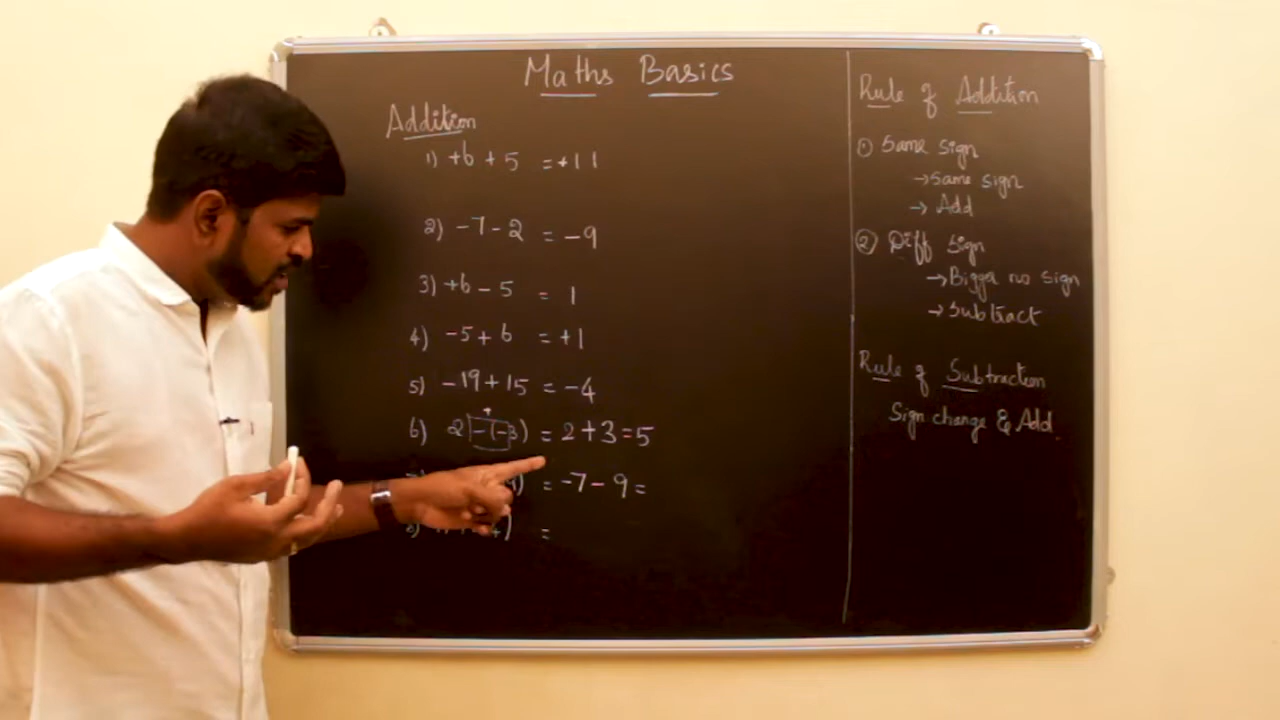 Maths Basics
Addition
1) +6 + 5 = +11
2) -7 - 2 = -9
3) +6 - 5 = 1
4) -5 + 6 = +1
5) -19 + 15 = -4
+
6) 2 -(-3) = 2+3=5
) = -7 - 9 =
8) ) =
Rule of Addition
① Same sign
→ Same sign
→ Add
② Diff sign
→ Bigger no sign
→ Subtract
Rule of Subtraction
Sign change & Add